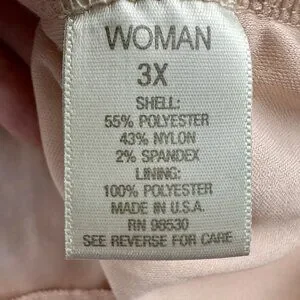 WOMAN
3X
SHELL:
55% POLYESTER
43% NYLON
2% SPANDEX
LINING:
100% POLYESTER
MADE IN U.S.A.
RN 98530
SEE REVERSE FOR CARE